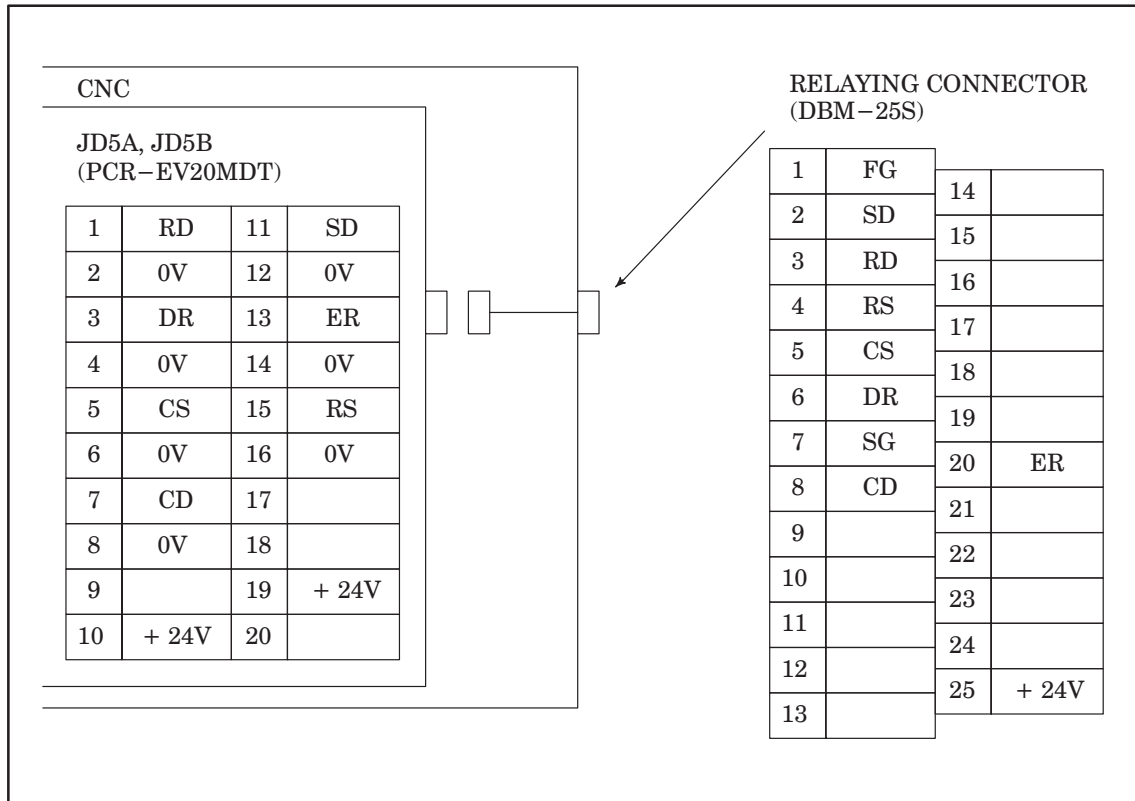 CNC
JD5A, JD5B
(PCR−EV20MDT)
1 RD 11 SD
2 0V 12 0V
3 DR 13 ER
4 0V 14 0V
5 CS 15 RS
6 0V 16 0V
7 CD 17
8 0V 18
9 19 + 24V
10 + 24V 20
RELAYING CONNECTOR
(DBM−25S)
1 FG
2 SD
3 RD
4 RS
5 CS
6 DR
7 SG
8 CD
9
10
11
12
13
14
15
16
17
18
19
20 ER
21
22
23
24
25 + 24V